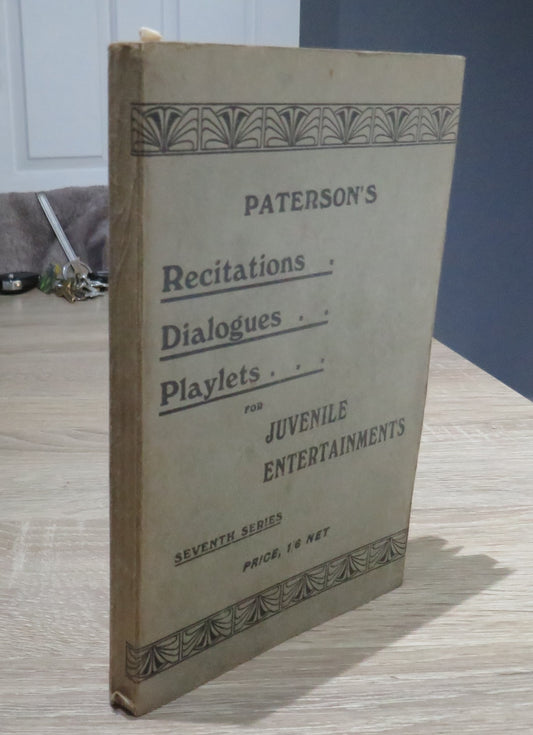 PATERSON'S
Recitations .
Dialogues . .
Playlets . . .
FOR
JUVENILE
ENTERTAINMENTS
SEVENTH SERIES
PRICE, 1/6 NET